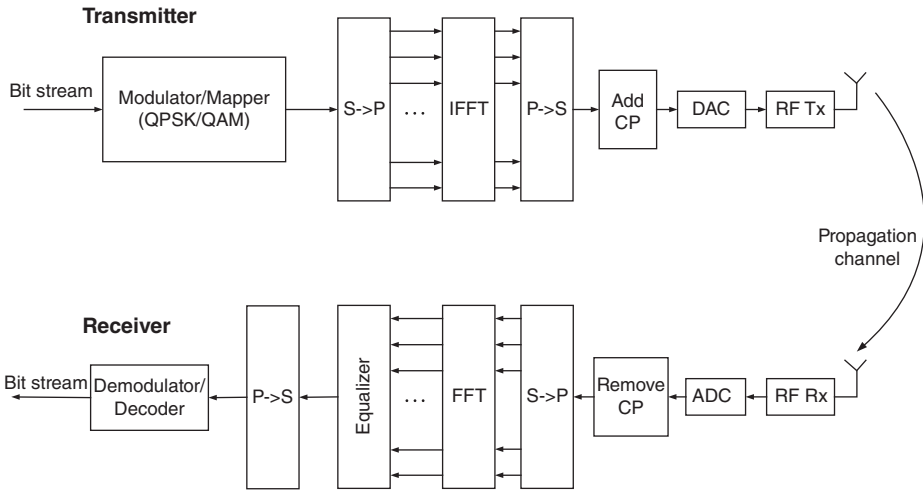 Transmitter
Bit stream
Modulator/Mapper
(QPSK/QAM)
S->P
...
IFFT
P->S
Add
CP
DAC
RF Tx
Propagation
channel
Receiver
Bit stream
Demodulator/
Decoder
P->S
Equalizer
...
FFT
S->P
Remove
CP
ADC
RF Rx